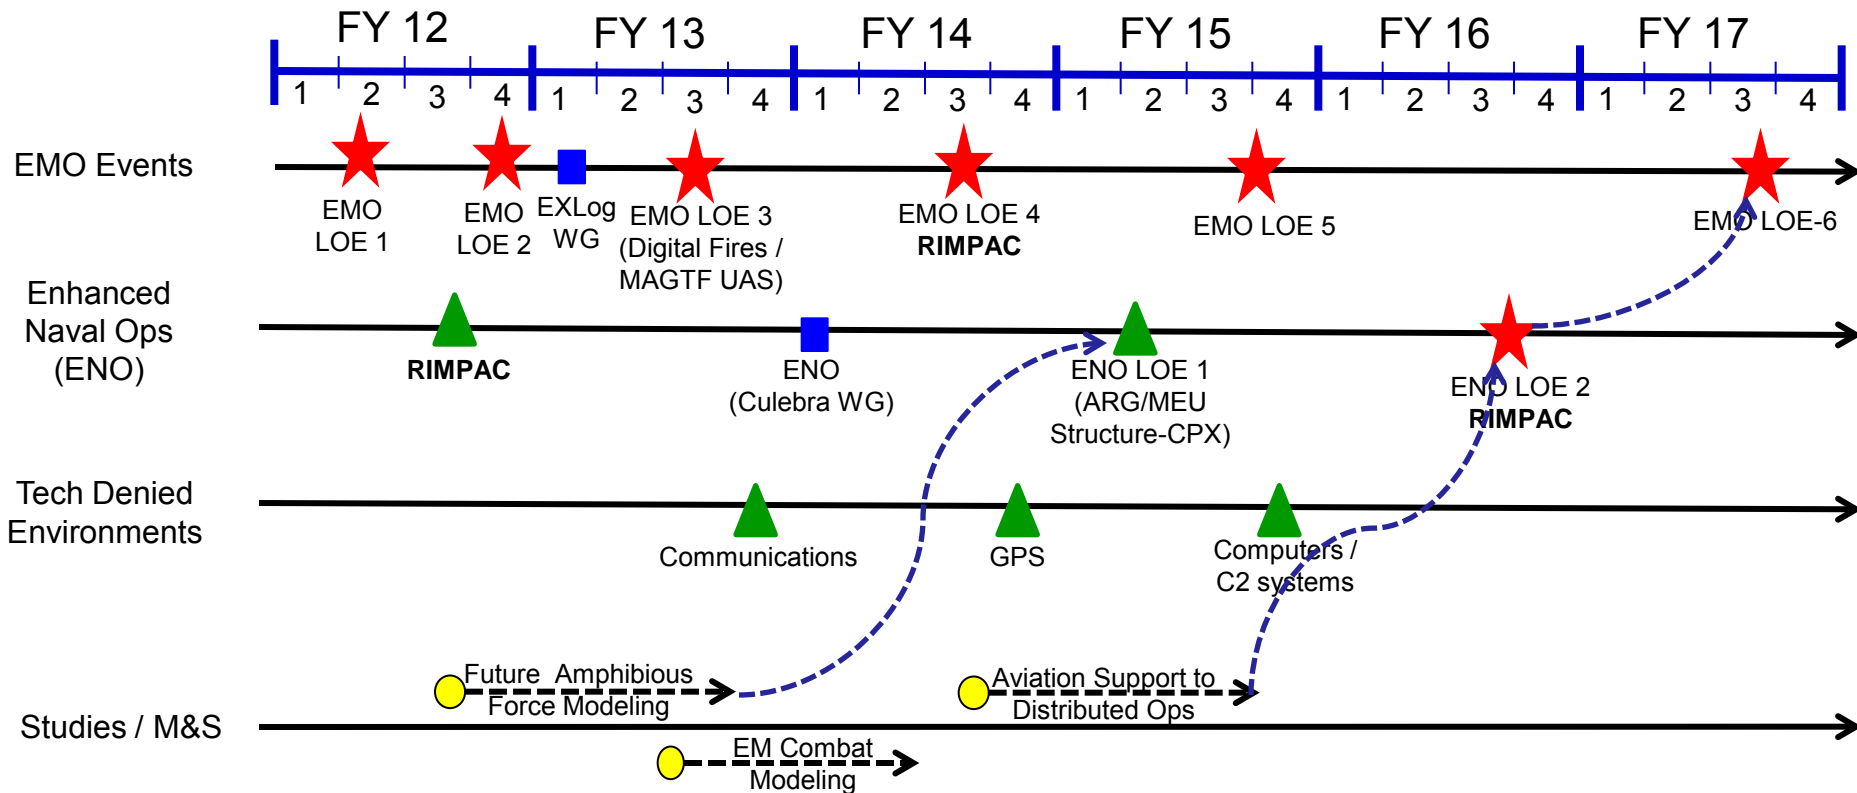 FY 12
FY 13
FY 14
FY 15
FY 16
FY 17
1 2 3 4 1 2 3 4 1 2 3 4 1 2 3 4 1 2 3 4 1 2 3 4
EMO Events
EMO
LOE 1
EMO
LOE 2
EXLog
WG
EMO LOE 3
(Digital Fires /
MAGTF UAS)
EMO LOE 4
RIMPAC
EMO LOE 5
EMO LOE-6
Enhanced
Naval Ops
(ENO)
RIMPAC
ENO
(Culebra WG)
ENO LOE 1
(ARG/MEU
Structure-CPX)
ENO LOE 2
RIMPAC
Tech Denied
Environments
Communications
GPS
Computers /
C2 systems
Studies / M&S
Future Amphibious
Force Modeling
Aviation Support to
Distributed Ops
EM Combat
Modeling